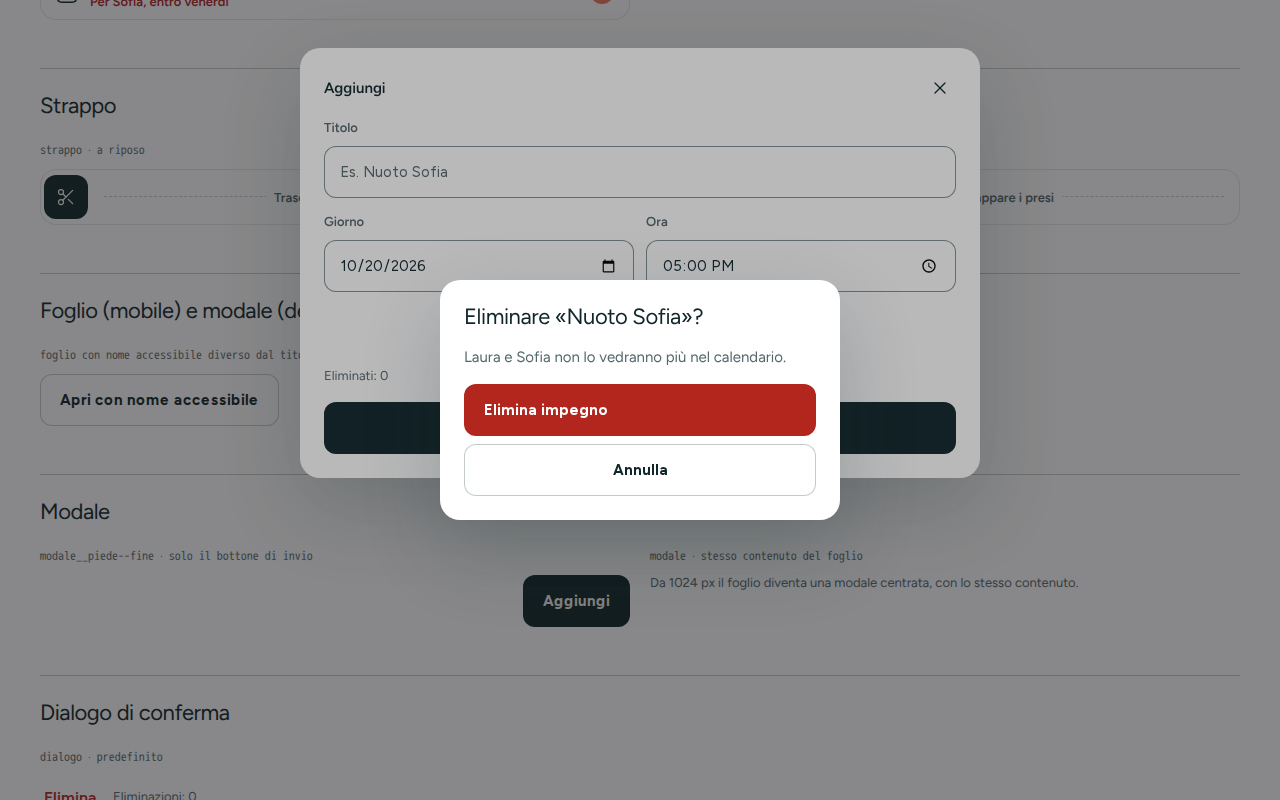 Per Sofia, entro venerdì
Strappo
strappo · a riposo
ppare i presi
Foglio (mobile) e modale (de
foglio con nome accessibile diverso dal tito
Apri con nome accessibile
Aggiungi
Titolo
Es. Nuoto Sofia
Giorno
Ora
10/20/2026
05:00 PM
Eliminati: 0
Eliminare «Nuoto Sofia»?
Laura e Sofia non lo vedranno più nel calendario.
Elimina impegno
Annulla
Modale
modale__piede--fine · solo il bottone di invio
Aggiungi
modale · stesso contenuto del foglio
Da 1024 px il foglio diventa una modale centrata, con lo stesso contenuto.
Dialogo di conferma
dialogo · predefinito
Elimina
Eliminazioni: 0